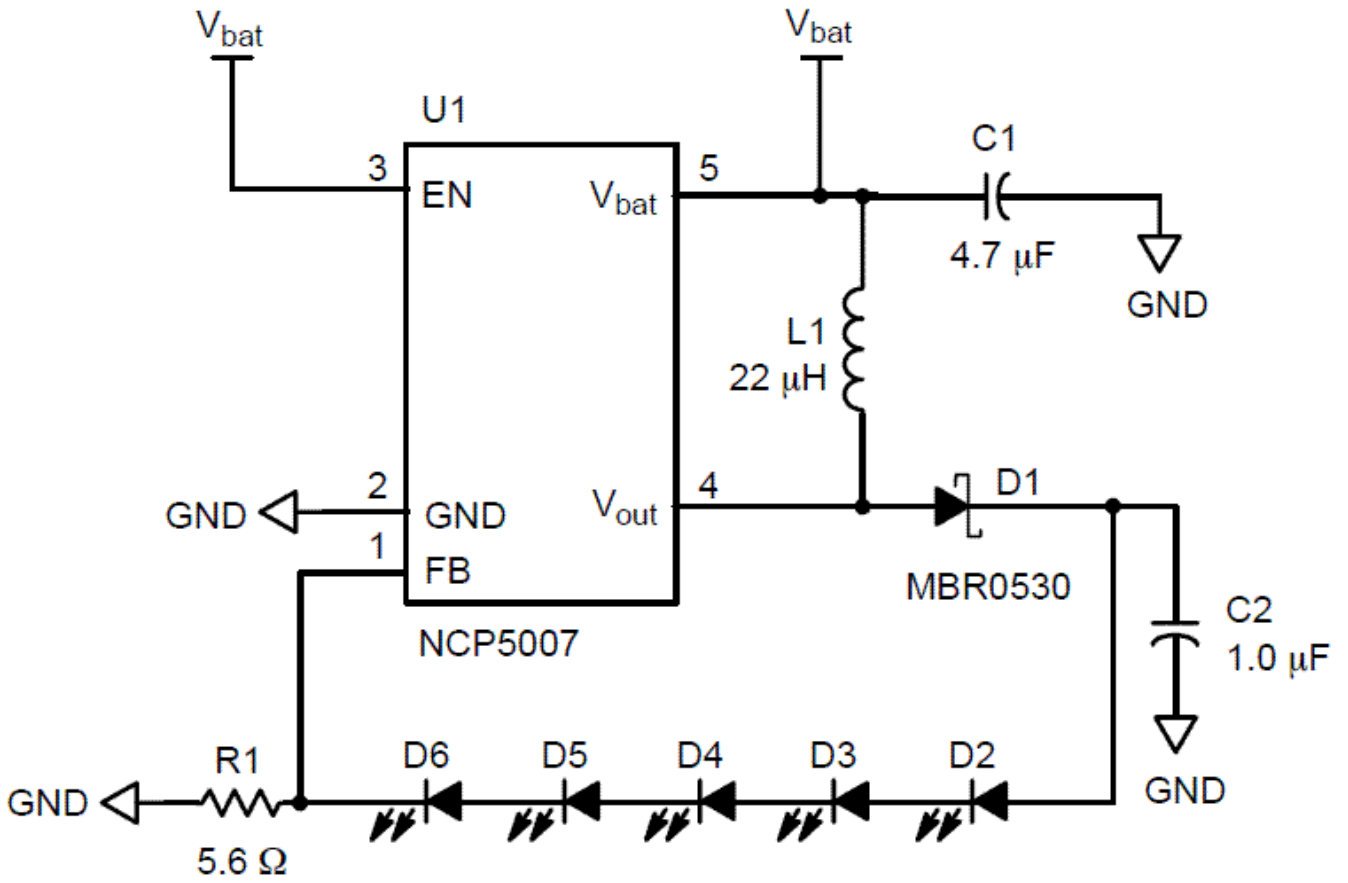 Vbat
Vbat
U1
C1
3
EN
Vbat
5
4.7 µF
GND
L1
22 µH
GND
2
GND
Vout
4
D1
1
FB
MBR0530
NCP5007
C2
1.0 µF
GND
R1
D6
D5
D4
D3
D2
GND
5.6 Ω